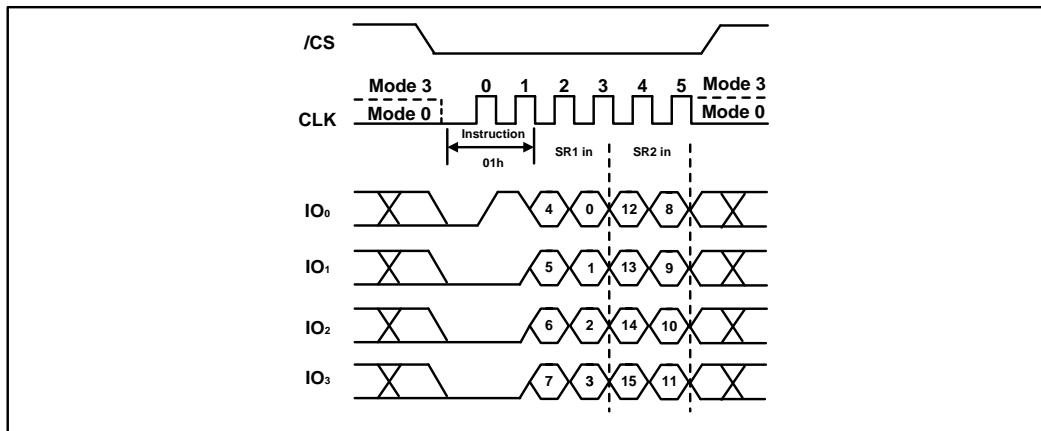 /CS
Mode 3 0 1 2 3 4 5 Mode 3
CLK Mode 0 Mode 0
Instruction
01h SR1 in SR2 in
IO0 4 0 12 8
IO1 5 1 13 9
IO2 6 2 14 10
IO3 7 3 15 11